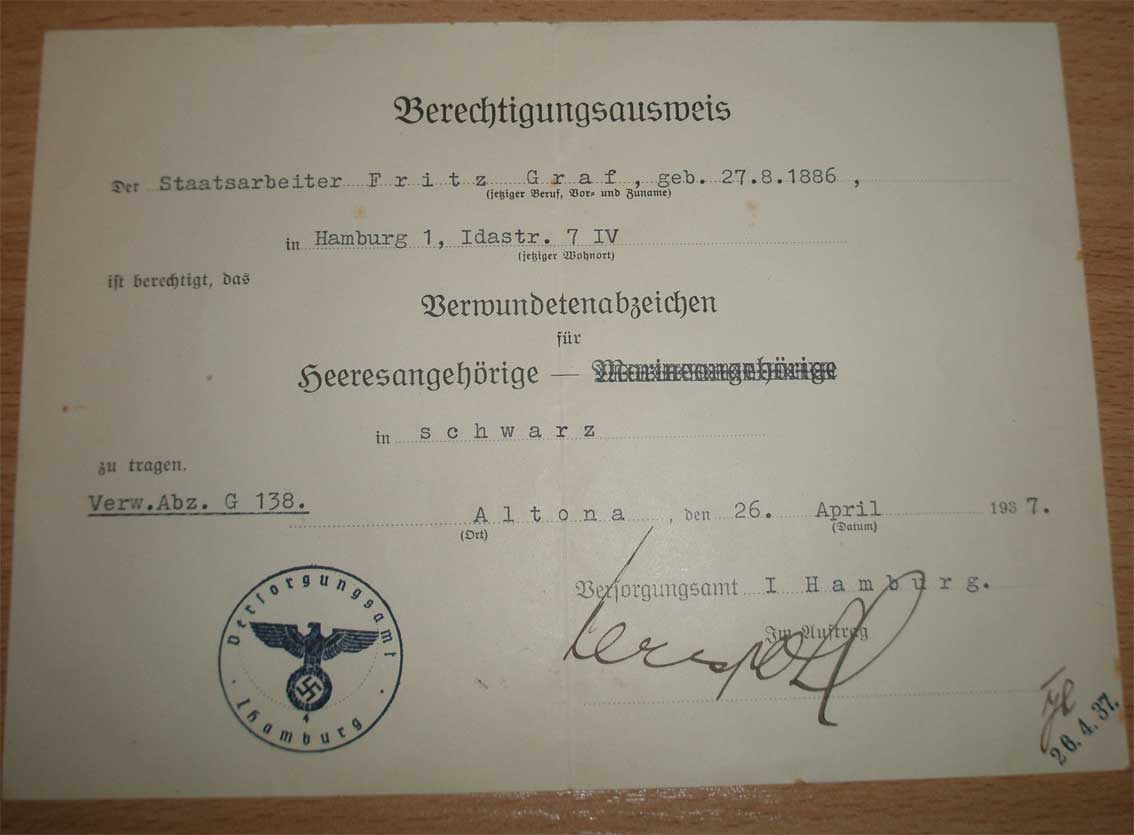 Berechtigungsausweis
Der Staatsarbeiter Fritz Graf, geb. 27.8.1886,
(jetziger Beruf, Vor- und Zuname)
in Hamburg 1, Idastr. 7 IV
(jetziger Wohnort)
ist berechtigt, das
Verwundetenabzeichen
für
Heeresangehörige — Marineangehörige
in schwarz
zu tragen.
Verw.Abz. G 138.
Altona, den 26. April 1937.
(Ort) (Datum)
Versorgungsamt I Hamburg.
Im Auftrag
Versorgungsamt
I Hamburg
4
26.4.37.